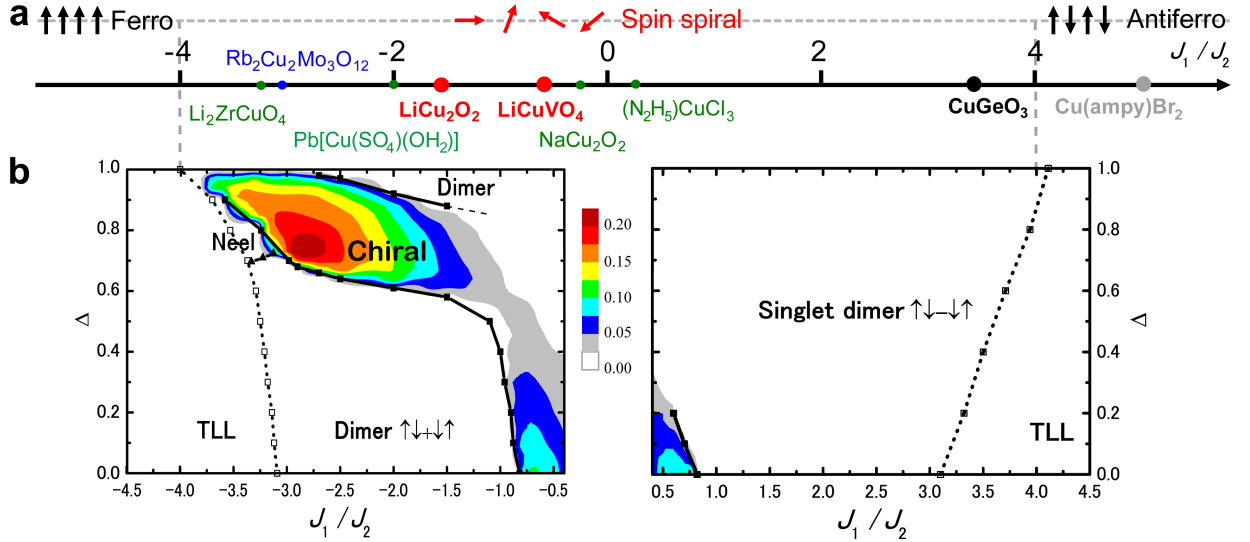 a
Ferro
Spin spiral
Antiferro
-4 -2 0 2 4 J1 / J2
Rb2Cu2Mo3O12
Li2ZrCuO4
LiCu2O2
LiCuVO4
(N2H5)CuCl3
CuGeO3
Cu(ampy)Br2
Pb[Cu(SO4)(OH2)]
NaCu2O2
b
1.0
0.8
0.6
0.4
0.2
0.0
Δ
Dimer
Neel
Chiral
TLL
Dimer ↑↓+↓↑
-4.5 -4.0 -3.5 -3.0 -2.5 -2.0 -1.5 -1.0 -0.5
J1 / J2
0.20
0.15
0.10
0.05
0.00
Singlet dimer ↑↓−↓↑
TLL
1.0
0.8
0.6
0.4
0.2
0.0
Δ
0.5 1.0 1.5 2.0 2.5 3.0 3.5 4.0 4.5
J1 / J2